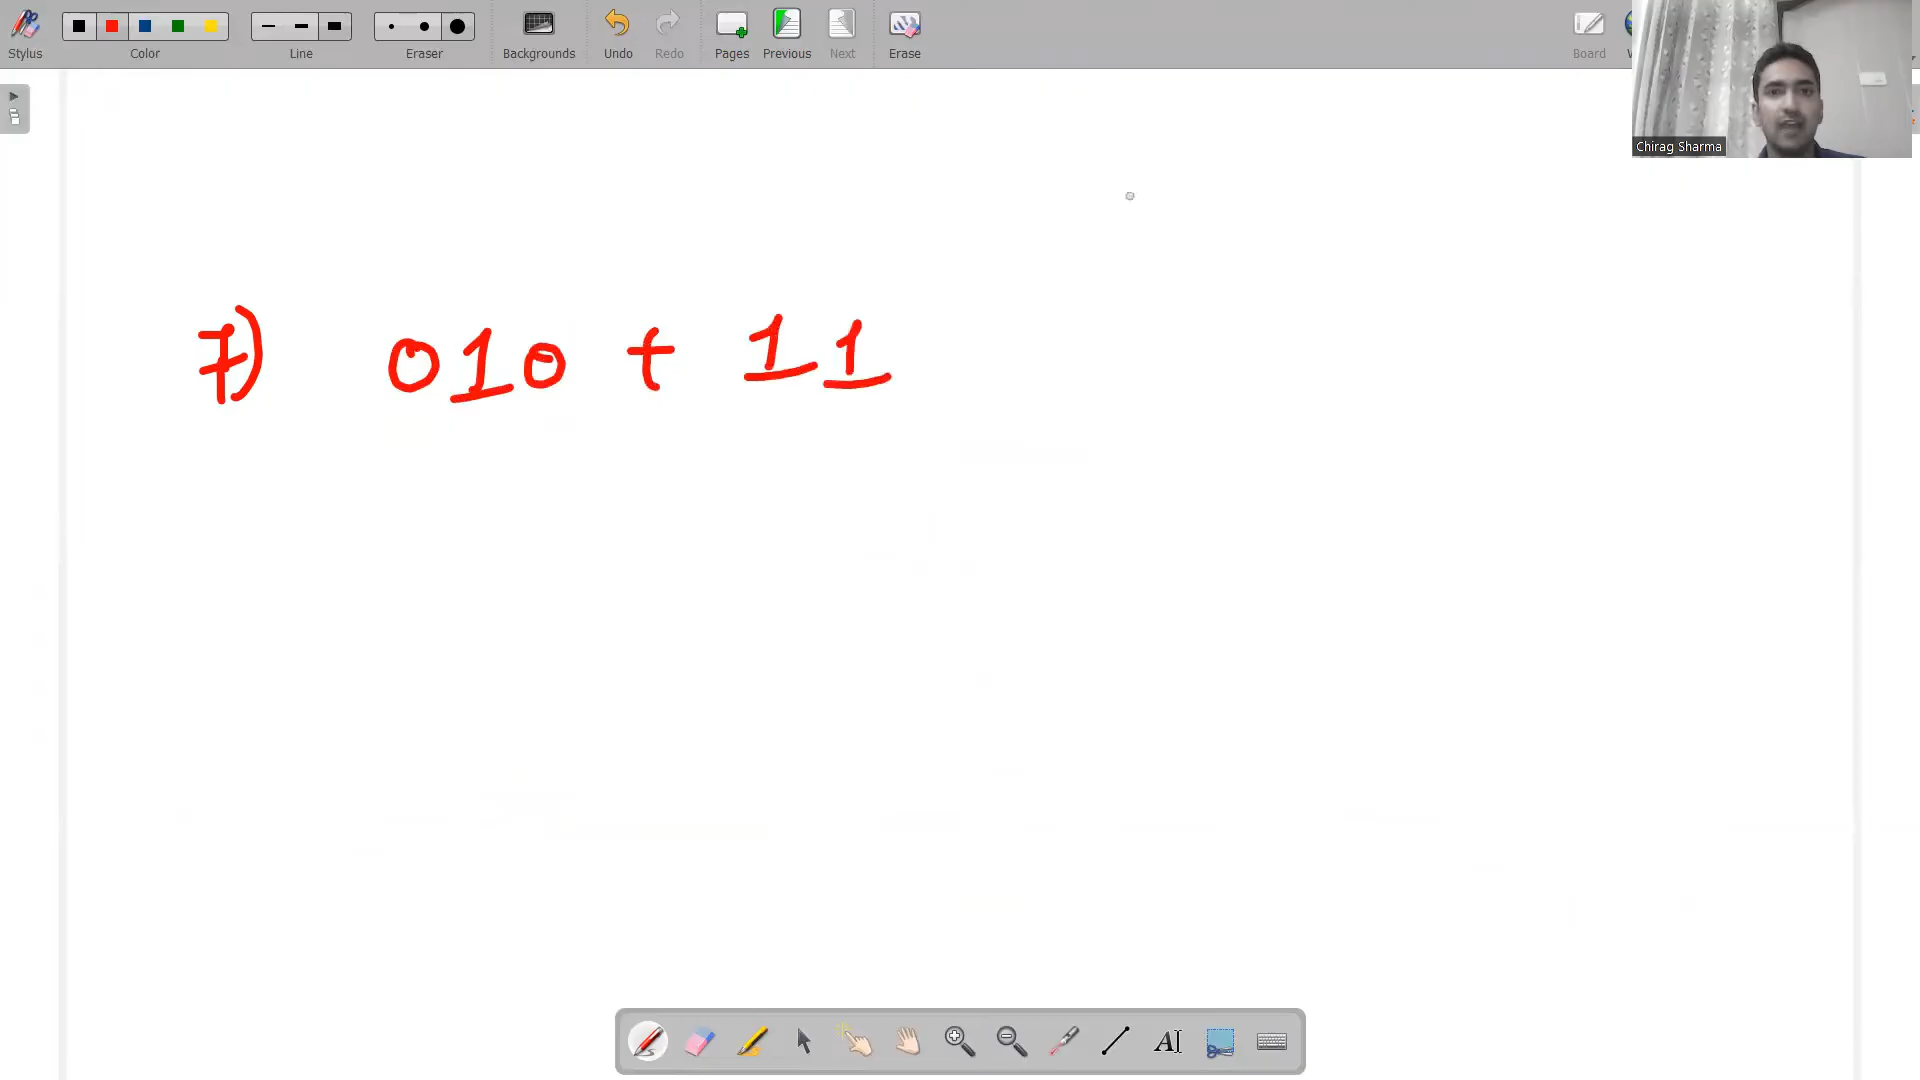 Stylus Color Line Eraser Backgrounds Undo Redo Pages Previous Next Erase Board
Chirag Sharma
7) 010 + 11